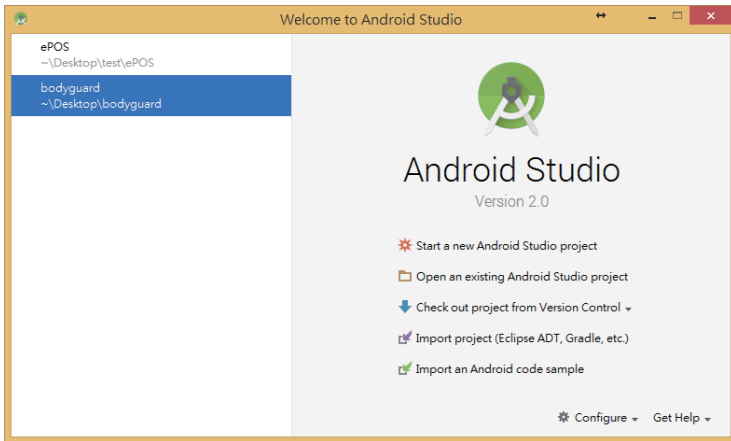 Welcome to Android Studio
ePOS
~\Desktop\test\ePOS
bodyguard
~\Desktop\bodyguard
Android Studio
Version 2.0
Start a new Android Studio project
Open an existing Android Studio project
Check out project from Version Control
Import project (Eclipse ADT, Gradle, etc.)
Import an Android code sample
Configure Get Help